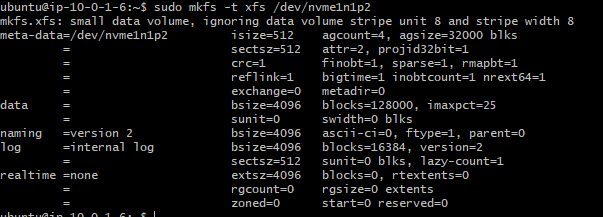 ubuntu@ip-10-0-1-6:~$ sudo mkfs -t xfs /dev/nvme1n1p2
mkfs.xfs: small data volume, ignoring data volume stripe unit 8 and stripe width 8
meta-data=/dev/nvme1n1p2         isize=512    agcount=4, agsize=32000 blks
         =                       sectsz=512   attr=2, projid32bit=1
         =                       crc=1        finobt=1, sparse=1, rmapbt=1
         =                       reflink=1    bigtime=1 inobtcount=1 nrext64=1
         =                       exchange=0   metadir=0
data     =                       bsize=4096   blocks=128000, imaxpct=25
         =                       sunit=0      swidth=0 blks
naming   =version 2              bsize=4096   ascii-ci=0, ftype=1, parent=0
log      =internal log           bsize=4096   blocks=16384, version=2
         =                       sectsz=512   sunit=0 blks, lazy-count=1
realtime =none                   extsz=4096   blocks=0, rtextents=0
         =                       rgcount=0    rgsize=0 extents
         =                       zoned=0      start=0 reserved=0
ubuntu@ip-10-0-1-6:~$